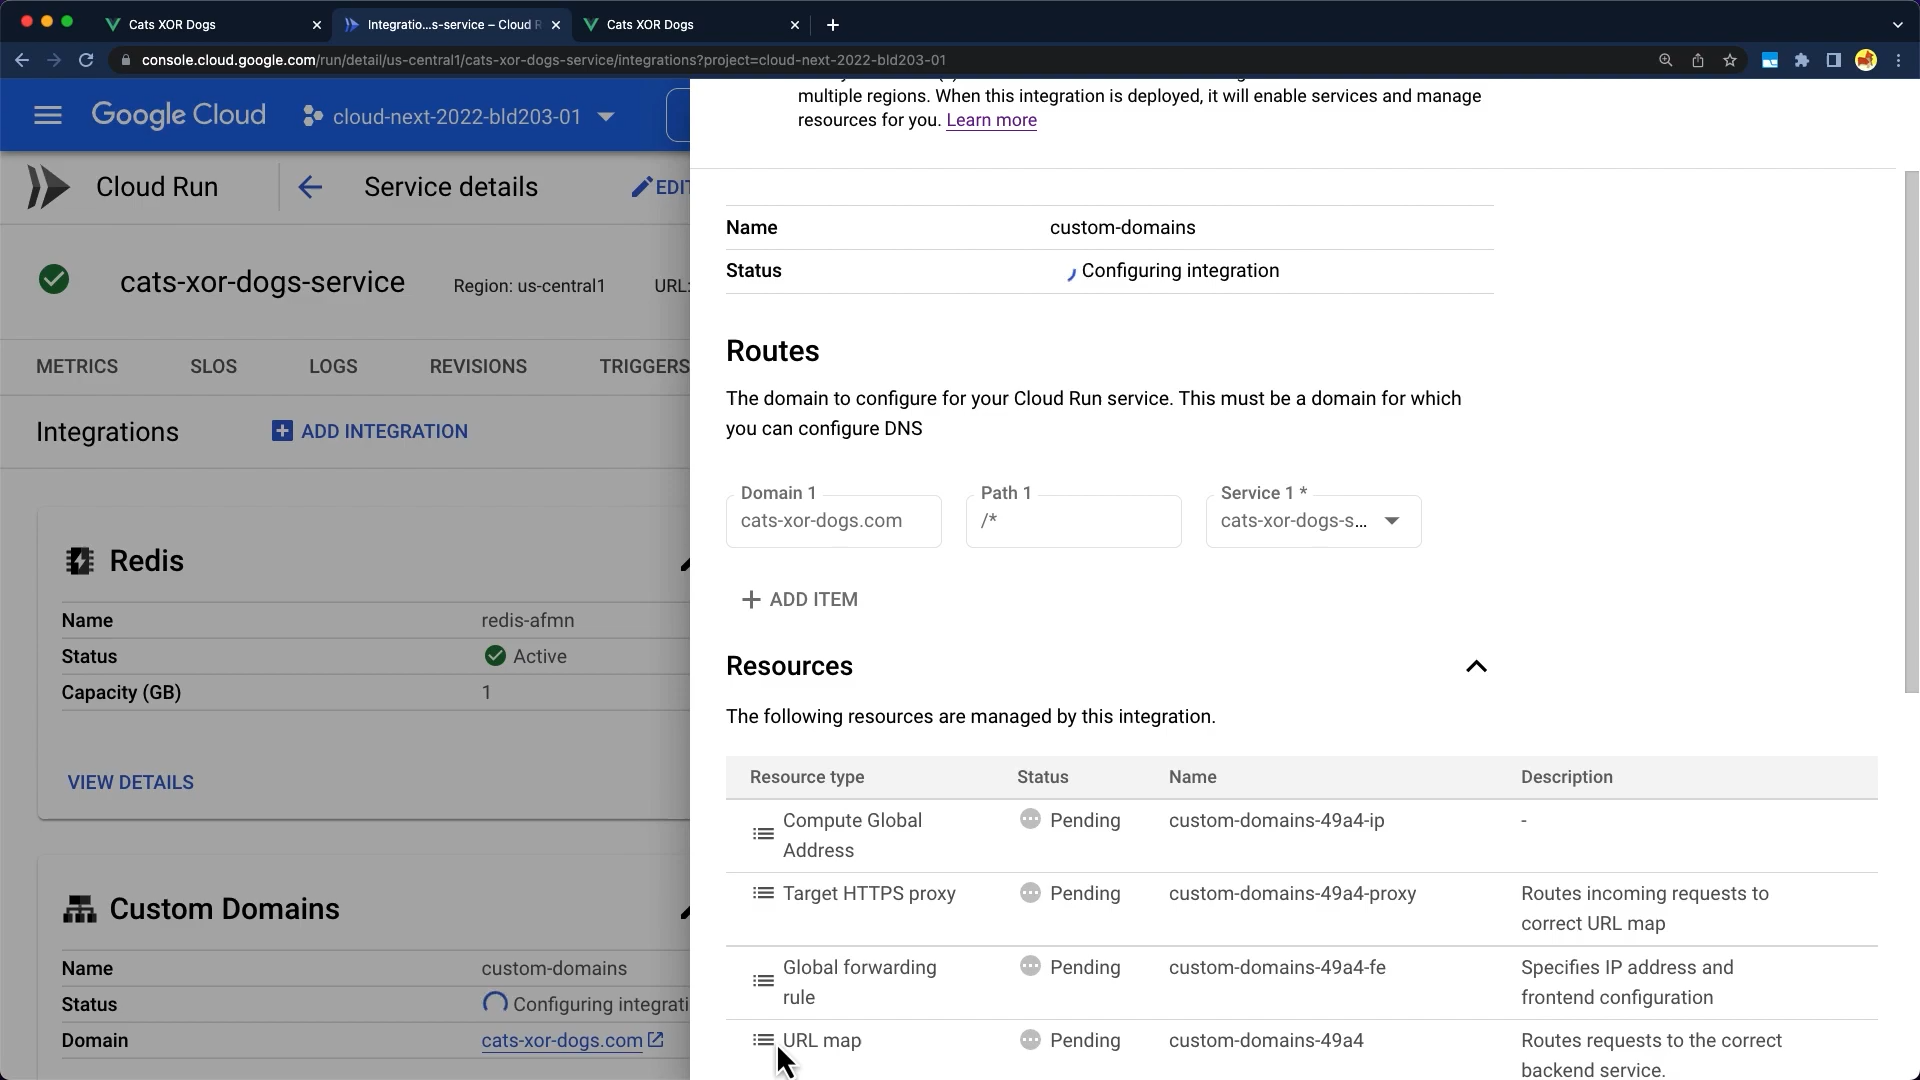 Cats XOR Dogs
Integratio...s-service – Cloud R
Cats XOR Dogs
console.cloud.google.com/run/detail/us-central1/cats-xor-dogs-service/integrations?project=cloud-next-2022-bld203-01
Google Cloud
cloud-next-2022-bld203-01
Cloud Run
Service details
EDIT
cats-xor-dogs-service
Region: us-central1
URL:
METRICS
SLOS
LOGS
REVISIONS
TRIGGERS
Integrations
ADD INTEGRATION
Redis
Name
redis-afmn
Status
Active
Capacity (GB)
1
VIEW DETAILS
Custom Domains
Name
custom-domains
Status
Configuring integrati
Domain
cats-xor-dogs.com
multiple regions. When this integration is deployed, it will enable services and manage
resources for you. Learn more
Name
custom-domains
Status
Configuring integration
Routes
The domain to configure for your Cloud Run service. This must be a domain for which
you can configure DNS
Domain 1
cats-xor-dogs.com
Path 1
/*
Service 1 *
cats-xor-dogs-s...
ADD ITEM
Resources
The following resources are managed by this integration.
Resource type
Status
Name
Description
Compute Global
Address
Pending
custom-domains-49a4-ip
-
Target HTTPS proxy
Pending
custom-domains-49a4-proxy
Routes incoming requests to
correct URL map
Global forwarding
rule
Pending
custom-domains-49a4-fe
Specifies IP address and
frontend configuration
URL map
Pending
custom-domains-49a4
Routes requests to the correct
backend service.